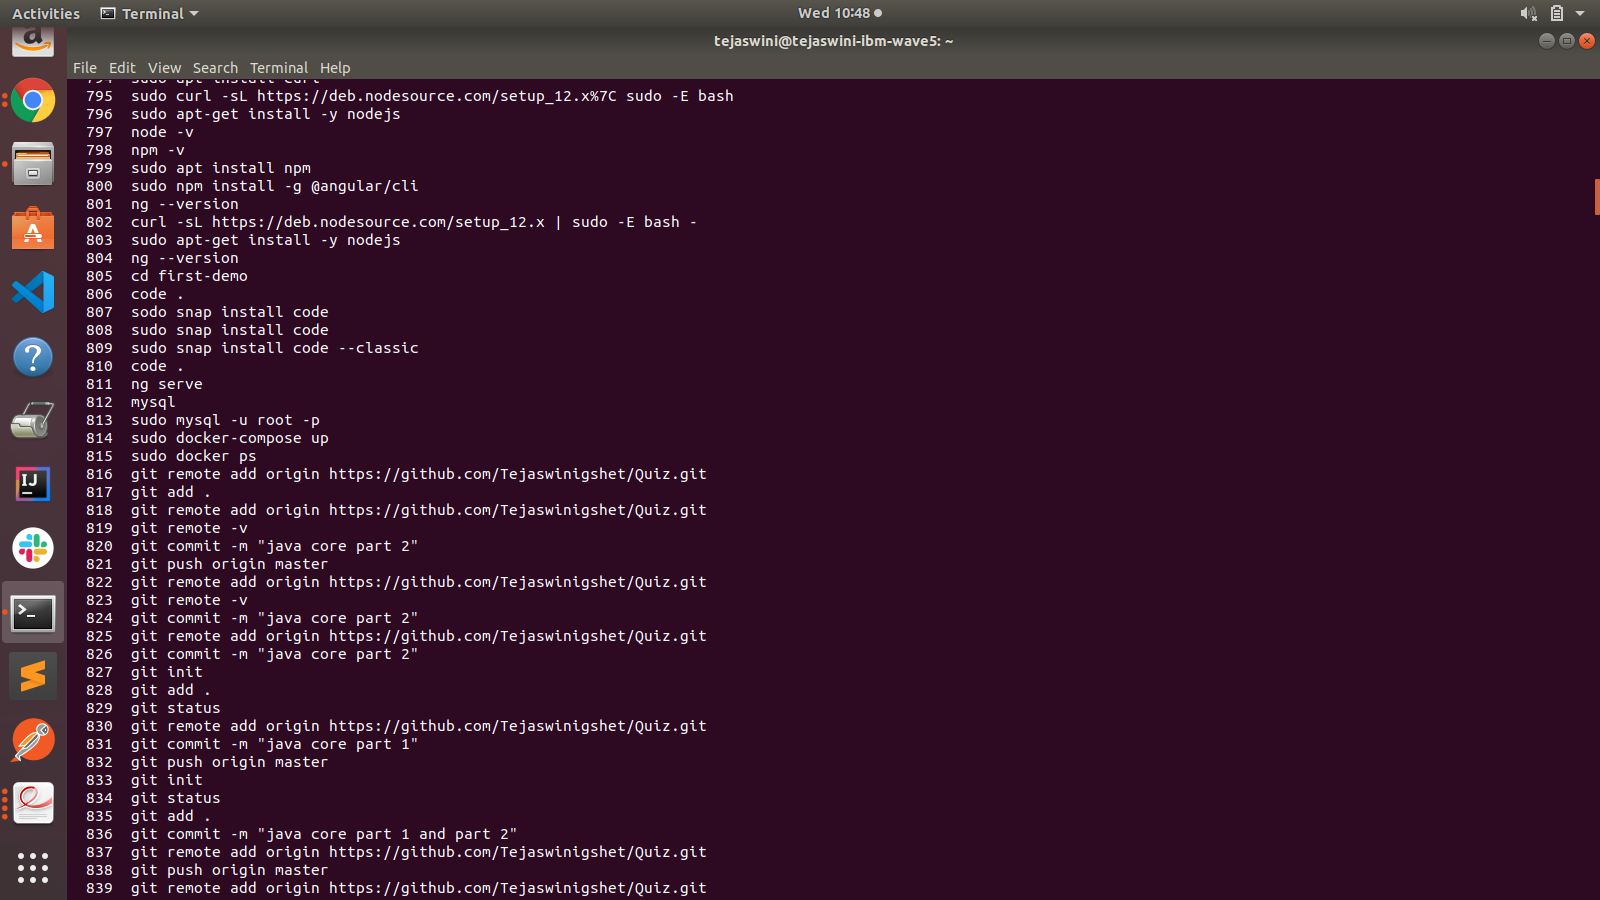 Activities Terminal Wed 10:48
tejaswini@tejaswini-ibm-wave5: ~
File Edit View Search Terminal Help
794 sudo apt install curl
795 sudo curl -sL https://deb.nodesource.com/setup_12.x%7C sudo -E bash
796 sudo apt-get install -y nodejs
797 node -v
798 npm -v
799 sudo apt install npm
800 sudo npm install -g @angular/cli
801 ng --version
802 curl -sL https://deb.nodesource.com/setup_12.x | sudo -E bash -
803 sudo apt-get install -y nodejs
804 ng --version
805 cd first-demo
806 code .
807 sodo snap install code
808 sudo snap install code
809 sudo snap install code --classic
810 code .
811 ng serve
812 mysql
813 sudo mysql -u root -p
814 sudo docker-compose up
815 sudo docker ps
816 git remote add origin https://github.com/Tejaswinigshet/Quiz.git
817 git add .
818 git remote add origin https://github.com/Tejaswinigshet/Quiz.git
819 git remote -v
820 git commit -m "java core part 2"
821 git push origin master
822 git remote add origin https://github.com/Tejaswinigshet/Quiz.git
823 git remote -v
824 git commit -m "java core part 2"
825 git remote add origin https://github.com/Tejaswinigshet/Quiz.git
826 git commit -m "java core part 2"
827 git init
828 git add .
829 git status
830 git remote add origin https://github.com/Tejaswinigshet/Quiz.git
831 git commit -m "java core part 1"
832 git push origin master
833 git init
834 git status
835 git add .
836 git commit -m "java core part 1 and part 2"
837 git remote add origin https://github.com/Tejaswinigshet/Quiz.git
838 git push origin master
839 git remote add origin https://github.com/Tejaswinigshet/Quiz.git